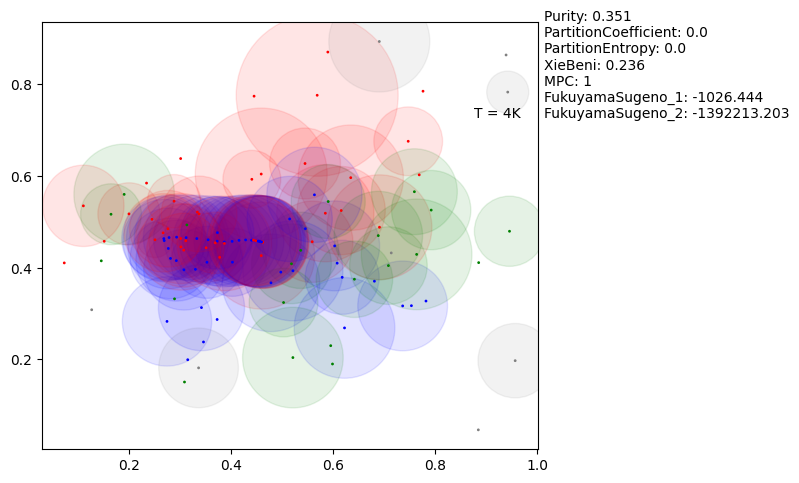 Purity: 0.351
PartitionCoefficient: 0.0
PartitionEntropy: 0.0
XieBeni: 0.236
MPC: 1
FukuyamaSugeno_1: -1026.444
FukuyamaSugeno_2: -1392213.203
T = 4K
0.8
0.6
0.4
0.2
0.2
0.4
0.6
0.8
1.0